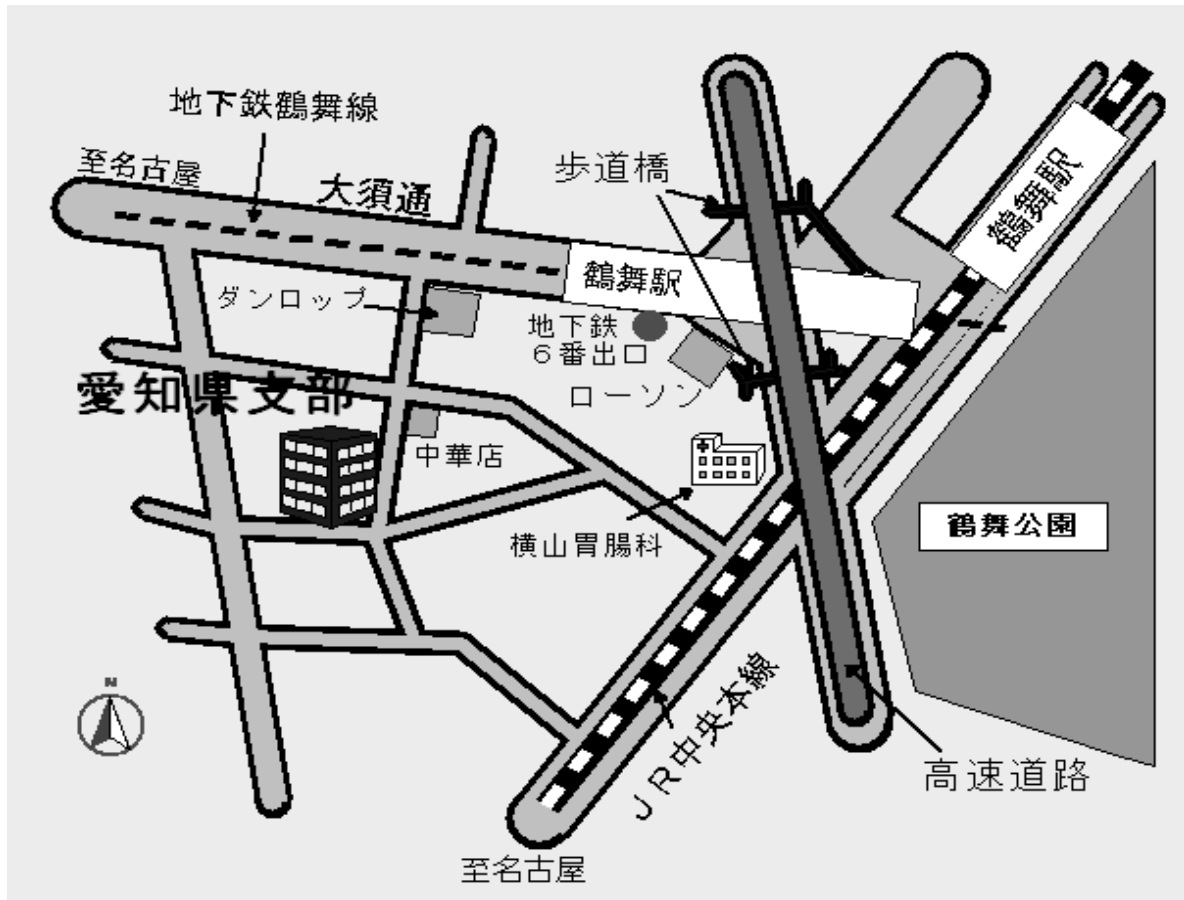 地下鉄鶴舞線
至名古屋
大須通
歩道橋
鶴舞駅
鶴舞駅
ダンロップ
地下鉄
６番出口
ローソン
愛知県支部
中華店
横山胃腸科
鶴舞公園
N
ＪＲ中央本線
高速道路
至名古屋